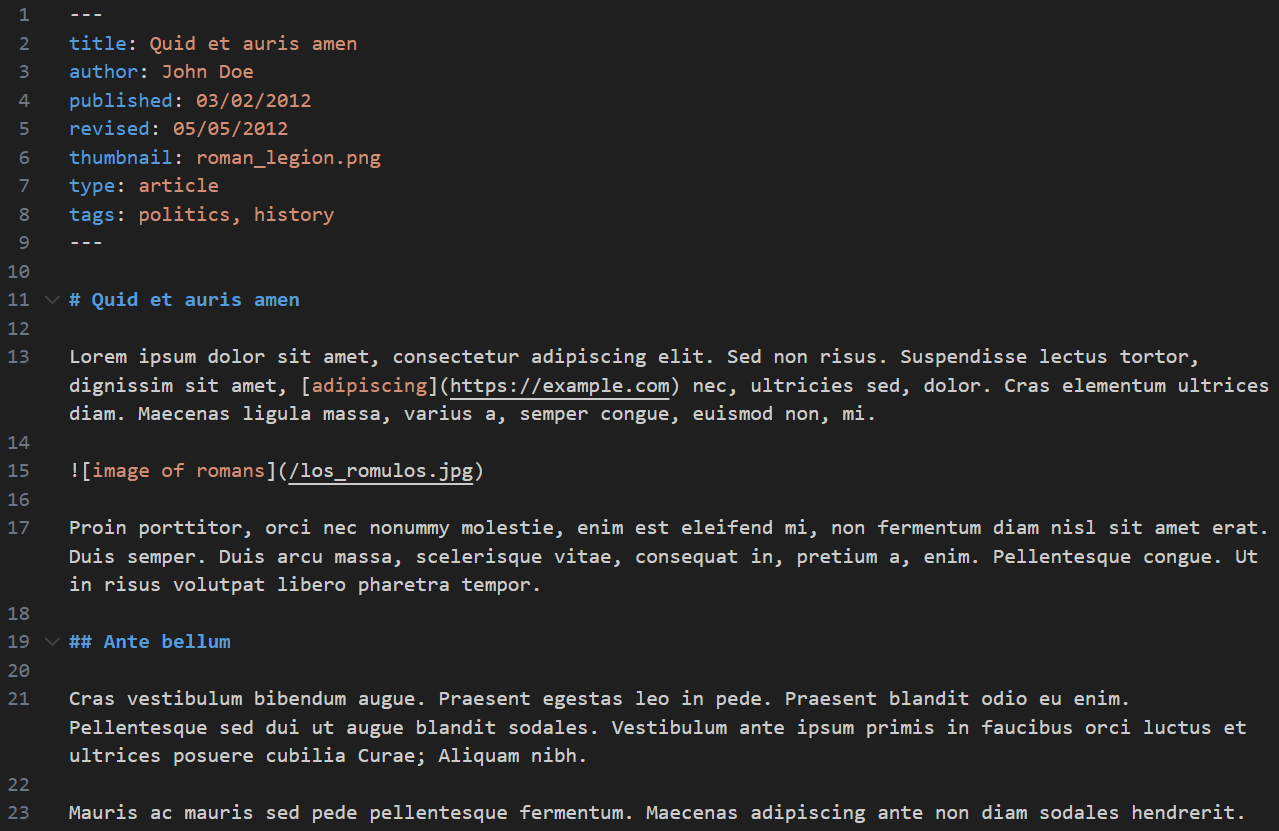 1 ---
2 title: Quid et auris amen
3 author: John Doe
4 published: 03/02/2012
5 revised: 05/05/2012
6 thumbnail: roman_legion.png
7 type: article
8 tags: politics, history
9 ---
10
11 # Quid et auris amen
12
13 Lorem ipsum dolor sit amet, consectetur adipiscing elit. Sed non risus. Suspendisse lectus tortor,
dignissim sit amet, [adipiscing](https://example.com) nec, ultricies sed, dolor. Cras elementum ultrices
diam. Maecenas ligula massa, varius a, semper congue, euismod non, mi.
14
15 ![image of romans](/los_romulos.jpg)
16
17 Proin porttitor, orci nec nonummy molestie, enim est eleifend mi, non fermentum diam nisl sit amet erat.
Duis semper. Duis arcu massa, scelerisque vitae, consequat in, pretium a, enim. Pellentesque congue. Ut
in risus volutpat libero pharetra tempor.
18
19 ## Ante bellum
20
21 Cras vestibulum bibendum augue. Praesent egestas leo in pede. Praesent blandit odio eu enim.
Pellentesque sed dui ut augue blandit sodales. Vestibulum ante ipsum primis in faucibus orci luctus et
ultrices posuere cubilia Curae; Aliquam nibh.
22
23 Mauris ac mauris sed pede pellentesque fermentum. Maecenas adipiscing ante non diam sodales hendrerit.